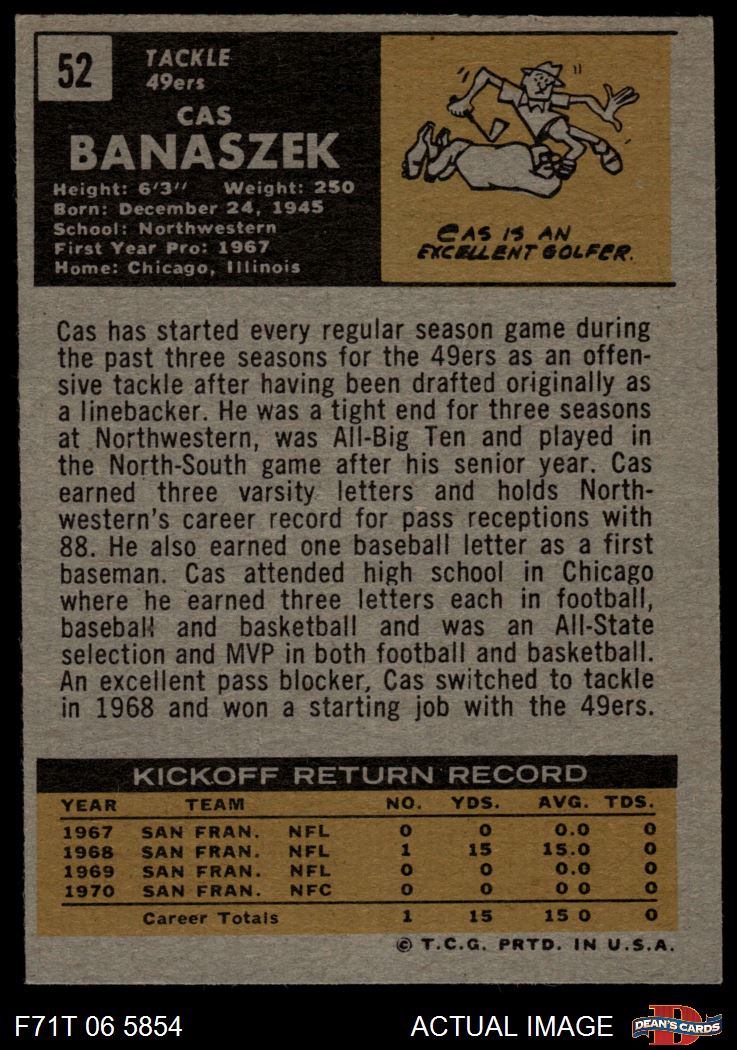 52
TACKLE
49ers
CAS
BANASZEK
Height: 6'3" Weight: 250
Born: December 24, 1945
School: Northwestern
First Year Pro: 1967
Home: Chicago, Illinois
CAS IS AN
EXCELLENT GOLFER.
Cas has started every regular season game during
the past three seasons for the 49ers as an offen-
sive tackle after having been drafted originally as
a linebacker. He was a tight end for three seasons
at Northwestern, was All-Big Ten and played in
the North-South game after his senior year. Cas
earned three varsity letters and holds North-
western's career record for pass receptions with
88. He also earned one baseball letter as a first
baseman. Cas attended high school in Chicago
where he earned three letters each in football,
baseball and basketball and was an All-State
selection and MVP in both football and basketball.
An excellent pass blocker, Cas switched to tackle
in 1968 and won a starting job with the 49ers.
KICKOFF RETURN RECORD
YEAR TEAM NO. YDS. AVG. TDS.
1967 SAN FRAN. NFL 0 0 0.0 0
1968 SAN FRAN. NFL 1 15 15.0 0
1969 SAN FRAN. NFL 0 0 0.0 0
1970 SAN FRAN. NFC 0 0 0 0 0
Career Totals 1 15 15 0 0
© T.C.G. PRTD. IN U.S.A.
F71T 06 5854 ACTUAL IMAGE DEAN'S CARDS